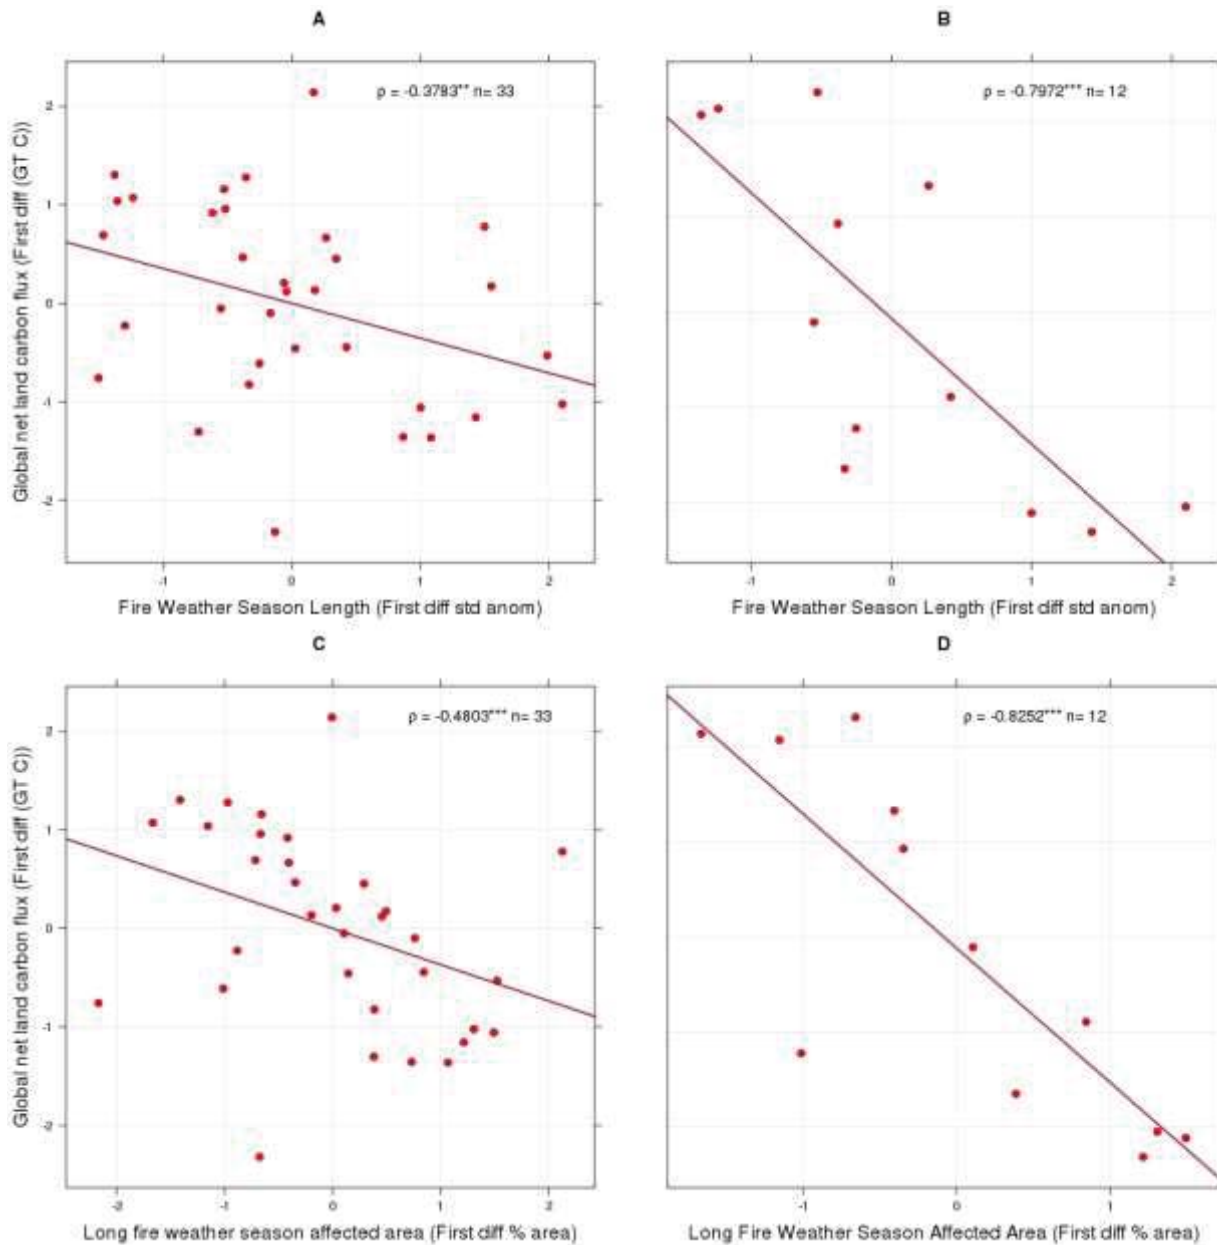 A
B
ρ = -0.3783** n= 33
ρ = -0.7972*** n= 12
Global net land carbon flux (First diff (GT C))
2
1
0
-1
-2
-1 0 1 2
-1 0 1 2
Fire Weather Season Length (First diff std anom)
Fire Weather Season Length (First diff std anom)
C
D
ρ = -0.4803*** n= 33
ρ = -0.8252*** n= 12
Global net land carbon flux (First diff (GT C))
2
1
0
-1
-2
-2 -1 0 1 2
-1 0 1
Long fire weather season affected area (First diff % area)
Long Fire Weather Season Affected Area (First diff % area)